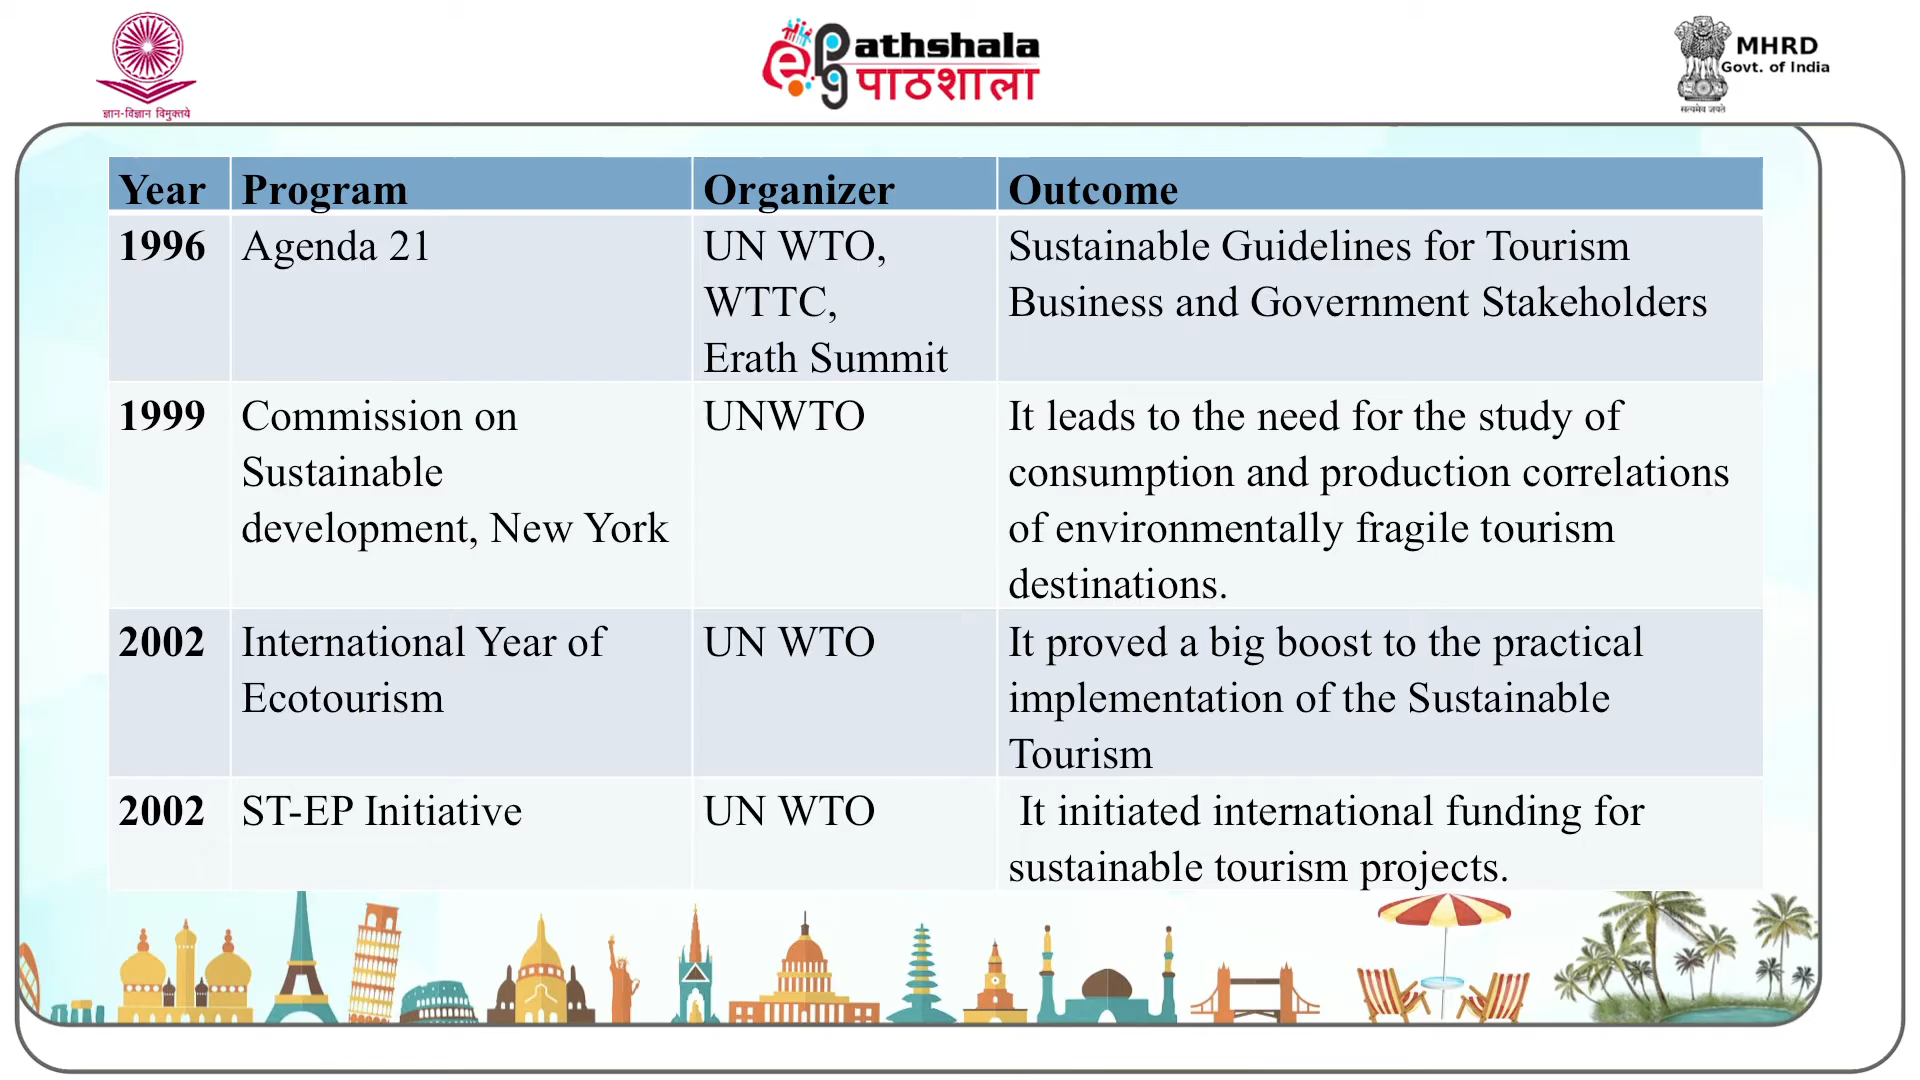 ज्ञान-विज्ञान विमुक्तये
ePG Pathshala
पाठशाला
MHRD
Govt. of India
सत्यमेव जयते
Year Program Organizer Outcome
1996 Agenda 21 UN WTO, Sustainable Guidelines for Tourism
WTTC, Business and Government Stakeholders
Erath Summit
1999 Commission on UNWTO It leads to the need for the study of
Sustainable consumption and production correlations
development, New York of environmentally fragile tourism
destinations.
2002 International Year of UN WTO It proved a big boost to the practical
Ecotourism implementation of the Sustainable
Tourism
2002 ST-EP Initiative UN WTO It initiated international funding for
sustainable tourism projects.